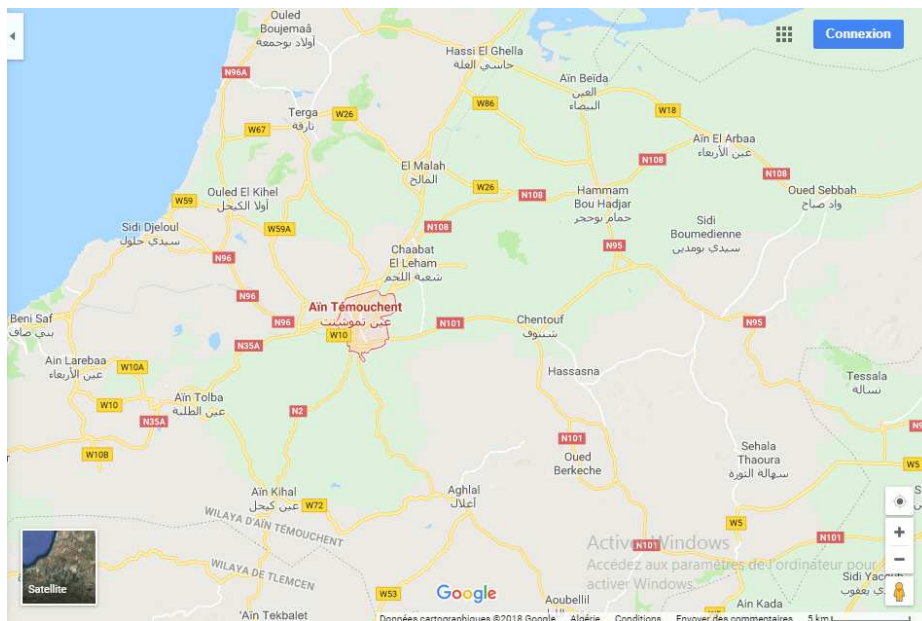 Ouled
Boujemaâ
أولاد بوجمعة
Connexion
Hassi El Ghella
حاسي الغلة
N96A
Aïn Beïda
العين
البيضاء
W86
Terga
تارقة
W26
W18
W67
Aïn El Arbaa
عين الأربعاء
El Malah
المالح
N108
N108
Ouled El Kihel
أولا الكيحل
W59
W26
N108
Hammam
Bou Hadjar
حمام بوحجر
Oued Sebbah
واد صباح
Sidi Djeloul
سيدي جلول
W59A
N108
Sidi
Boumedienne
سيدي بومدين
N96
Chaabat
El Leham
شعبة اللحم
N95
N96
Aïn Témouchent
عين تموشنت
Beni Saf
بني صاف
N96
W10
N101
Chentouf
شنتوف
N95
N35A
Ain Larebaa
عين الأربعاء
W10A
Hassasna
Tessala
تسالة
Aïn Tolba
عين الطلبة
W10
N35A
N2
N101
Oued
Berkeche
Sehala
Thaoura
سهالة الثورة
W10B
W5
Aïn Kihal
عين كيحل
W72
Aghlal
أغلال
WILAYA D'AÏN TÉMOUCHENT
W5
Activer Windows
N101
N101
Accédez aux paramètres de l'ordinateur pour
activer Windows.
WILAYA DE TLEMCEN
Satellite
Google
W53
Aoubellil
'Aïn Tekbalet
Ain Kada
Données cartographiques ©2018 Google Algérie Conditions Envoyer des commentaires 5 km